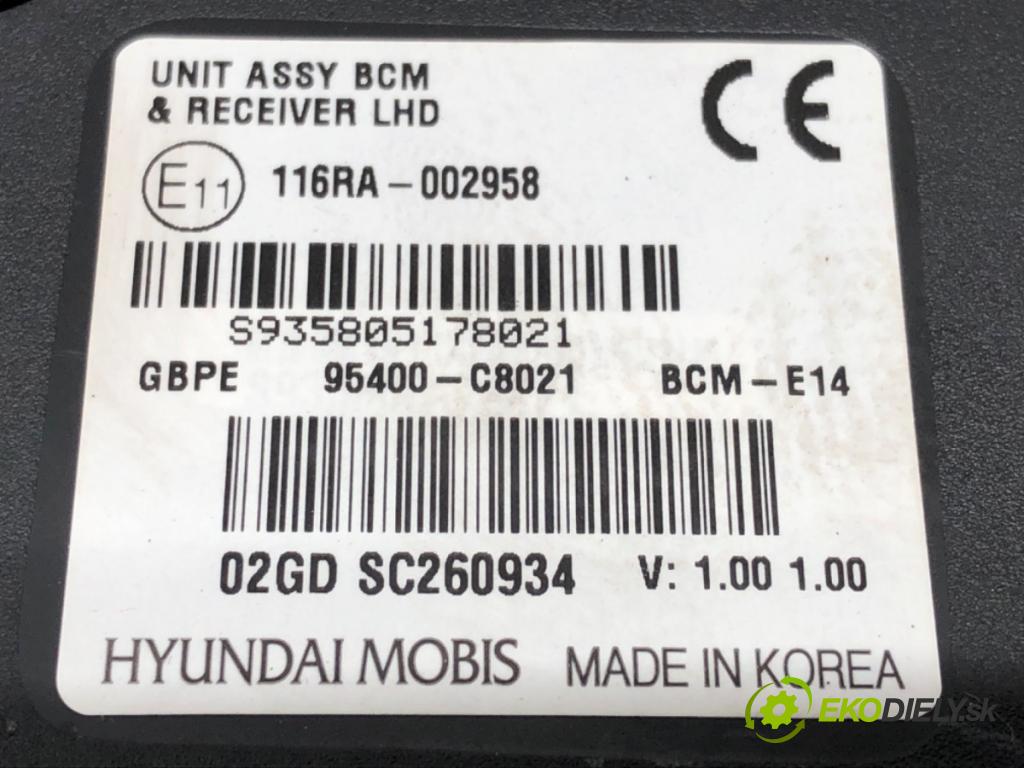 UNIT ASSY BCM
& RECEIVER LHD
CE
E11 116RA-002958
S935805178021
GBPE 95400-C8021 BCM-E14
02GD SC260934 V: 1.00 1.00
HYUNDAI MOBIS MADE IN KOREA
EKODIELY.sk